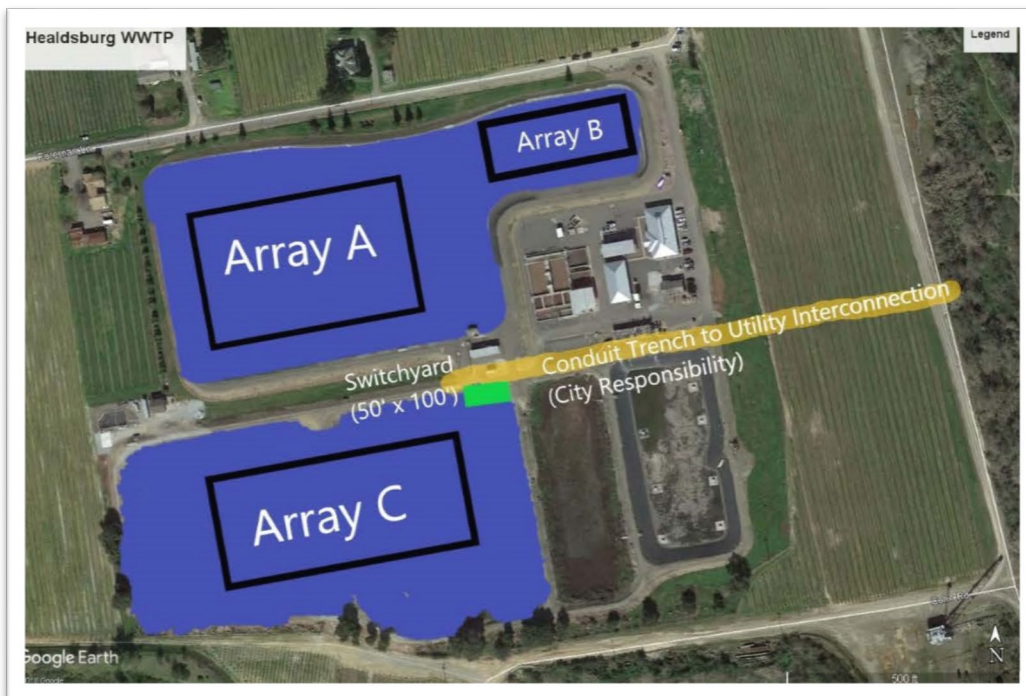 Healdsburg WWTP
Legend
Array B
Array A
Switchyard
(50' x 100')
Conduit Trench to Utility Interconnection
(City Responsibility)
Array C
Google Earth
N
500 ft